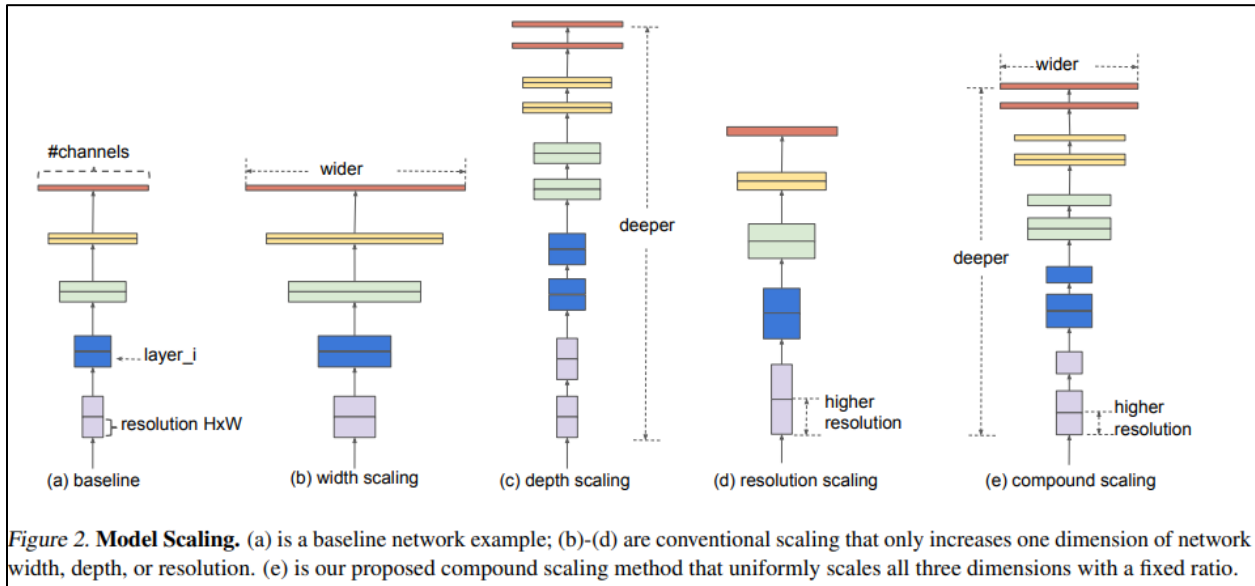 #channels
layer_i
resolution HxW
(a) baseline
wider
(b) width scaling
deeper
(c) depth scaling
higher
resolution
(d) resolution scaling
wider
deeper
higher
resolution
(e) compound scaling
Figure 2. Model Scaling. (a) is a baseline network example; (b)-(d) are conventional scaling that only increases one dimension of network
width, depth, or resolution. (e) is our proposed compound scaling method that uniformly scales all three dimensions with a fixed ratio.